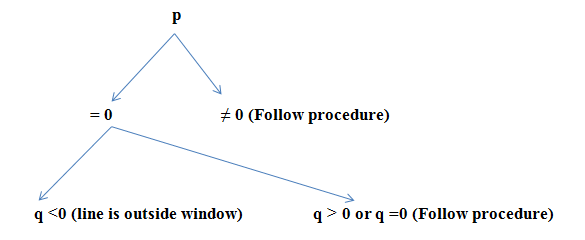 p
= 0
≠ 0 (Follow procedure)
q <0 (line is outside window)
q > 0 or q =0 (Follow procedure)